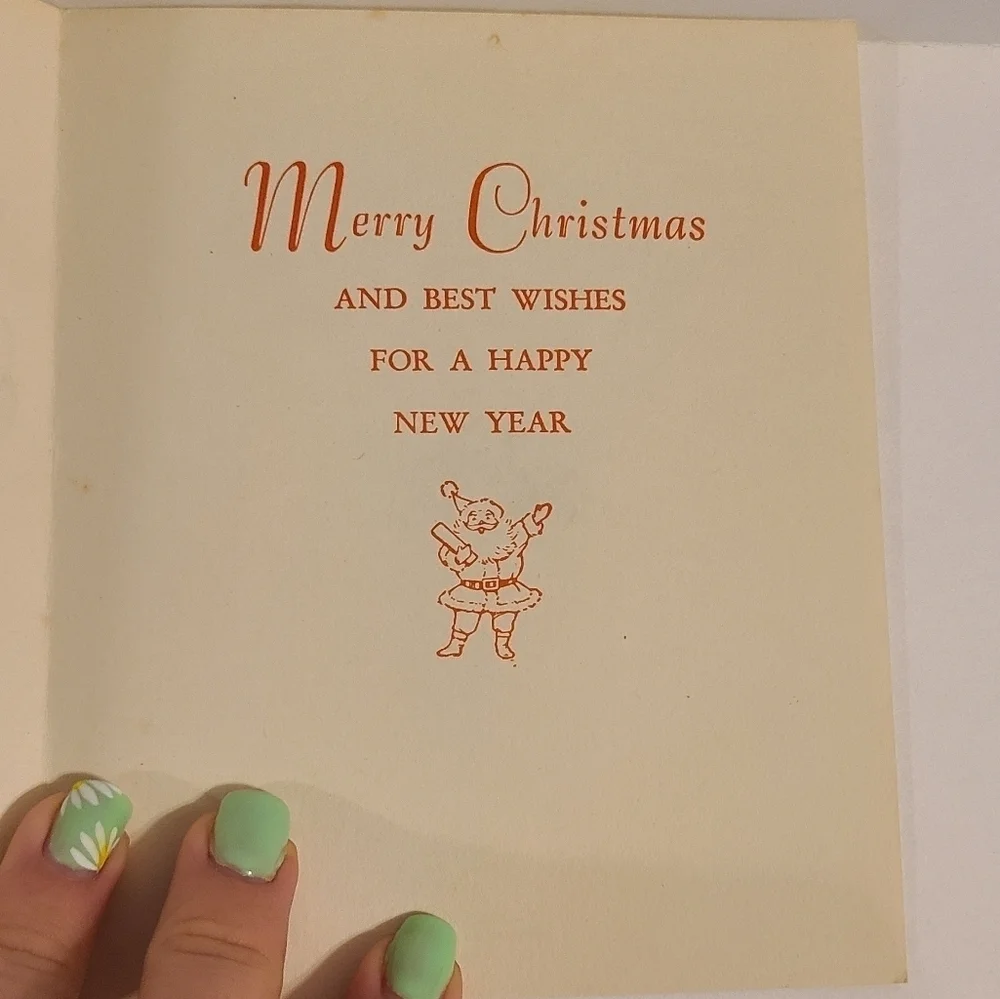 Merry Christmas
AND BEST WISHES
FOR A HAPPY
NEW YEAR